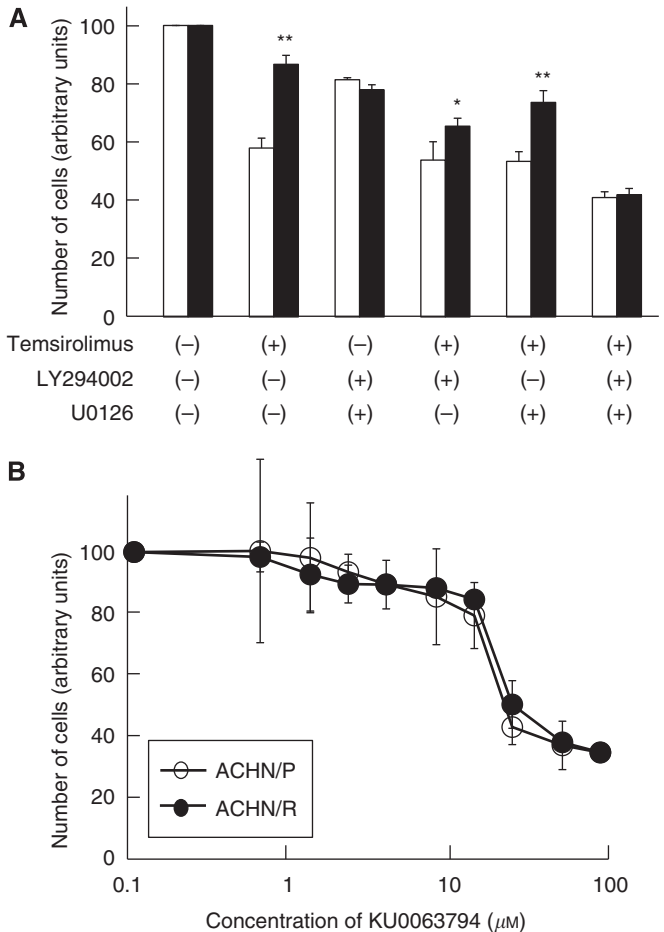 A
Number of cells (arbitrary units)
100
80
60
40
20
0
** * **
Temsirolimus (–) (+) (–) (+) (+) (+)
LY294002 (–) (–) (+) (+) (–) (+)
U0126 (–) (–) (+) (–) (+) (+)
B
Number of cells (arbitrary units)
100
80
60
40
20
0
ACHN/P
ACHN/R
0.1 1 10 100
Concentration of KU0063794 (μM)